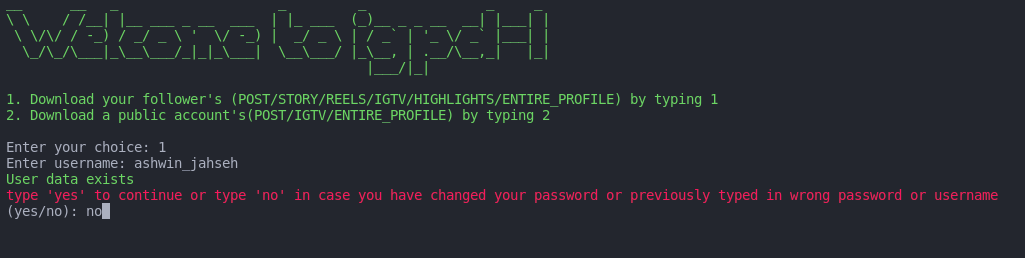 Welcome to igpd-l
1. Download your follower's (POST/STORY/REELS/IGTV/HIGHLIGHTS/ENTIRE_PROFILE) by typing 1
2. Download a public account's(POST/IGTV/ENTIRE_PROFILE) by typing 2
Enter your choice: 1
Enter username: ashwin_jahseh
User data exists
type 'yes' to continue or type 'no' in case you have changed your password or previously typed in wrong password or username
(yes/no): no